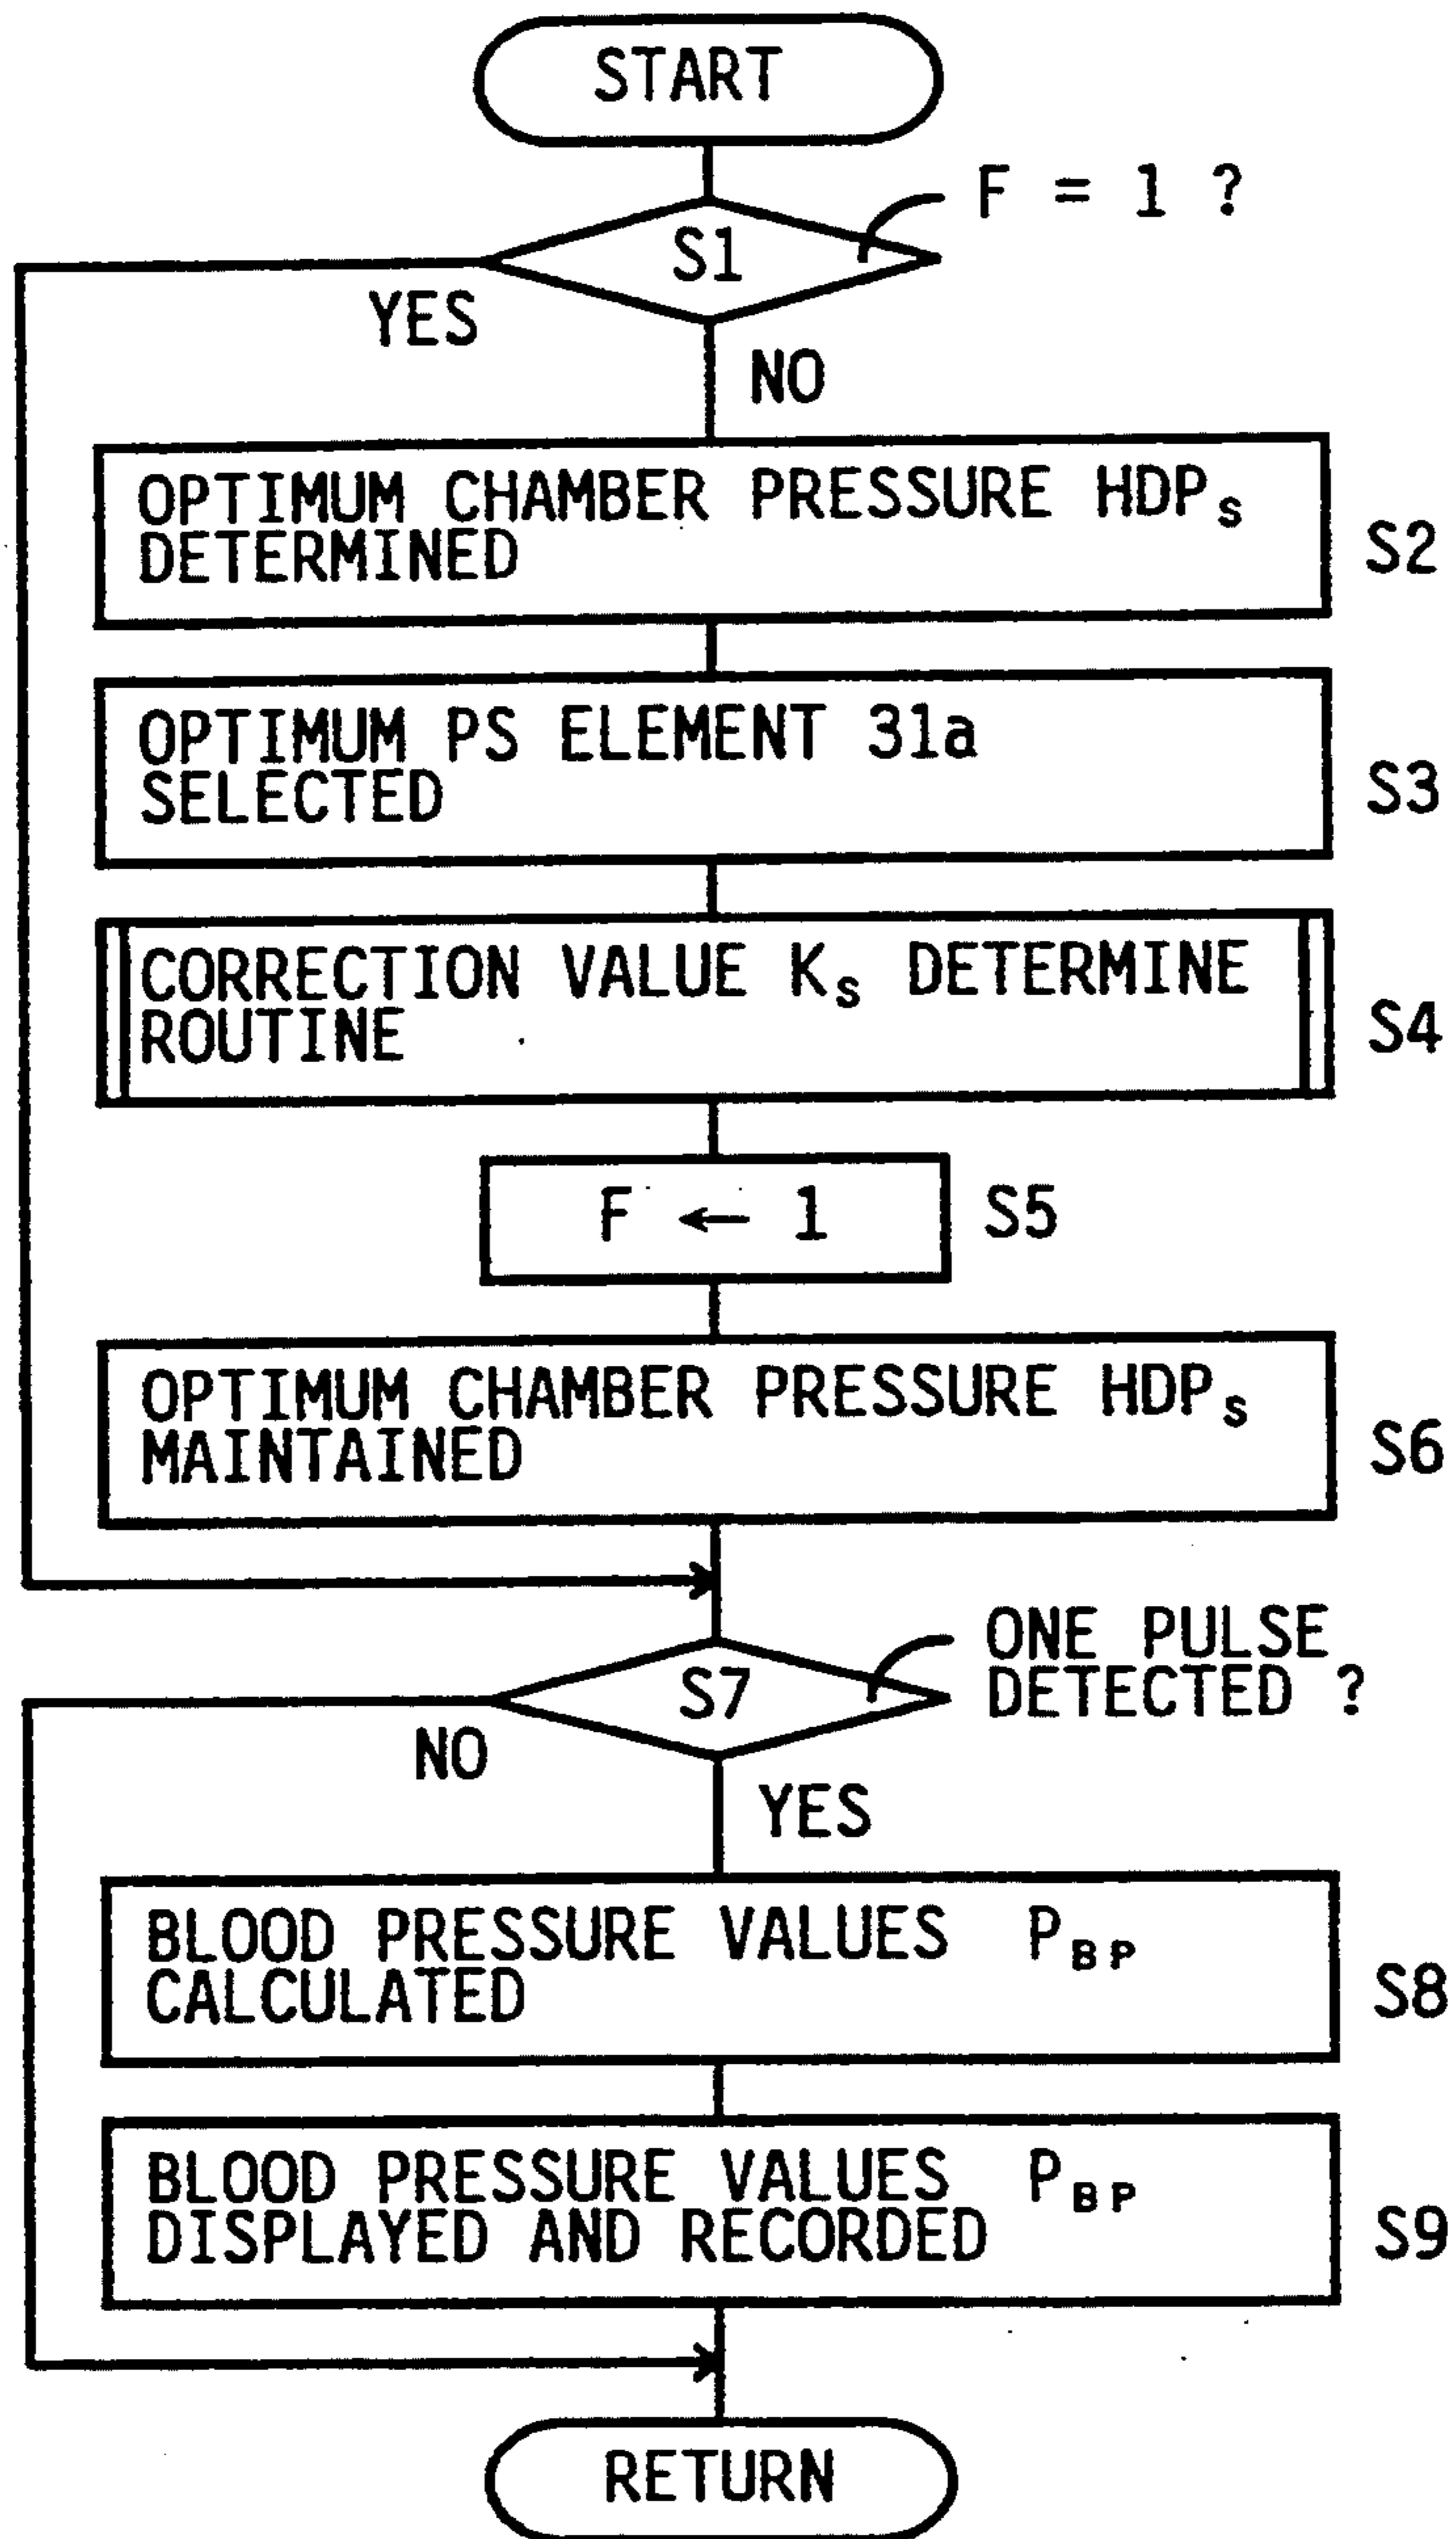 START
F = 1 ?
S1
YES
NO
OPTIMUM CHAMBER PRESSURE HDPs
DETERMINED
S2
OPTIMUM PS ELEMENT 31a
SELECTED
S3
CORRECTION VALUE Ks DETERMINE
ROUTINE
S4
F ← 1
S5
OPTIMUM CHAMBER PRESSURE HDPs
MAINTAINED
S6
ONE PULSE
DETECTED ?
S7
NO
YES
BLOOD PRESSURE VALUES PBP
CALCULATED
S8
BLOOD PRESSURE VALUES PBP
DISPLAYED AND RECORDED
S9
RETURN